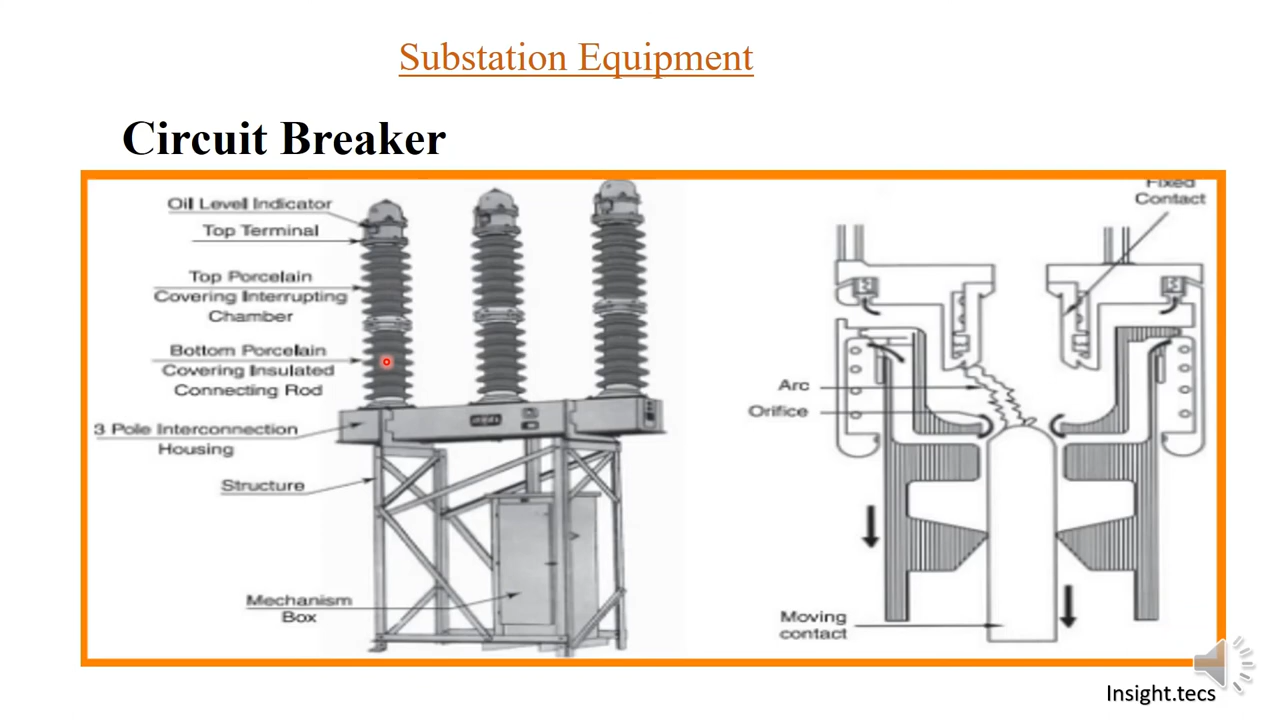 Substation Equipment
Circuit Breaker
Oil Level Indicator
Top Terminal
Top Porcelain
Covering Interrupting
Chamber
Bottom Porcelain
Covering Insulated
Connecting Rod
3 Pole Interconnection
Housing
Structure
Mechanism
Box
Fixed
Contact
Arc
Orifice
Moving
contact
Insight.tecs